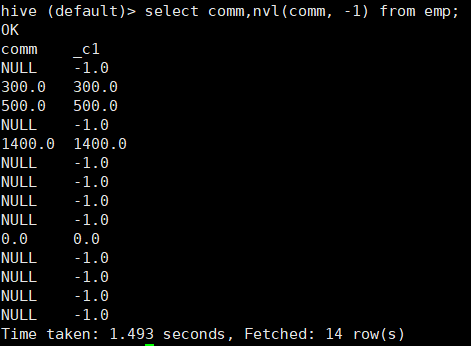 hive (default)> select comm,nvl(comm, -1) from emp;
OK
comm    _c1
NULL    -1.0
300.0   300.0
500.0   500.0
NULL    -1.0
1400.0  1400.0
NULL    -1.0
NULL    -1.0
NULL    -1.0
NULL    -1.0
0.0     0.0
NULL    -1.0
NULL    -1.0
NULL    -1.0
NULL    -1.0
Time taken: 1.493 seconds, Fetched: 14 row(s)